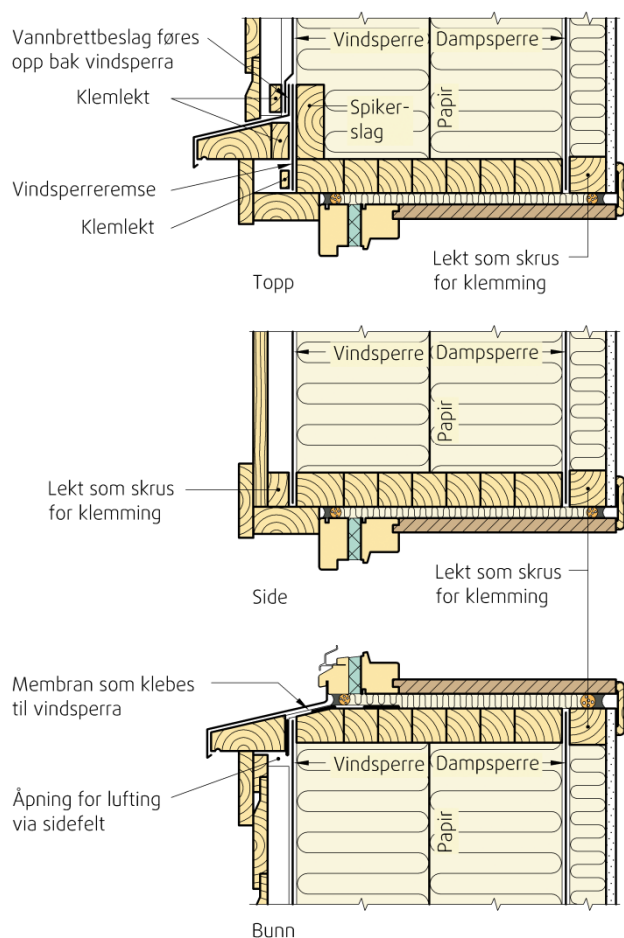 Vannbrettbeslag føres
opp bak vindsperra
Klemlekt
Vindsperre
Dampsperre
Spiker-
slag
Papir
Vindsperreremse
Klemlekt
Lekt som skrus
for klemming
Topp
Vindsperre
Dampsperre
Papir
Lekt som skrus
for klemming
Lekt som skrus
for klemming
Side
Membran som klebes
til vindsperra
Vindsperre
Dampsperre
Åpning for lufting
via sidefelt
Papir
Bunn